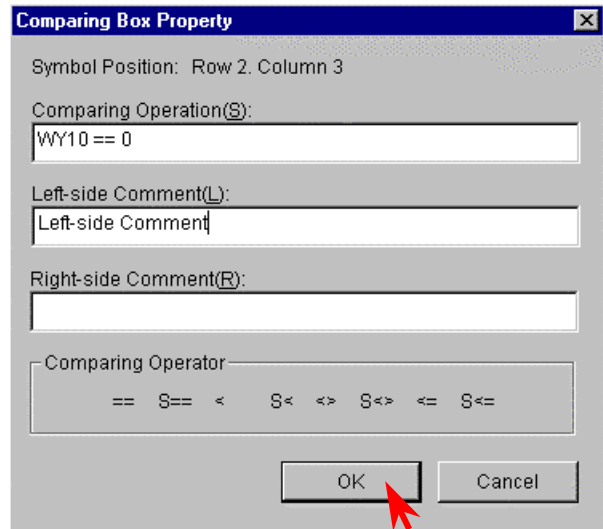 Comparing Box Property
Symbol Position: Row 2. Column 3
Comparing Operation(S):
WY10 == 0
Left-side Comment(L):
Left-side Comment
Right-side Comment(R):
Comparing Operator
== S== < S< <> S<> <= S<=
OK Cancel